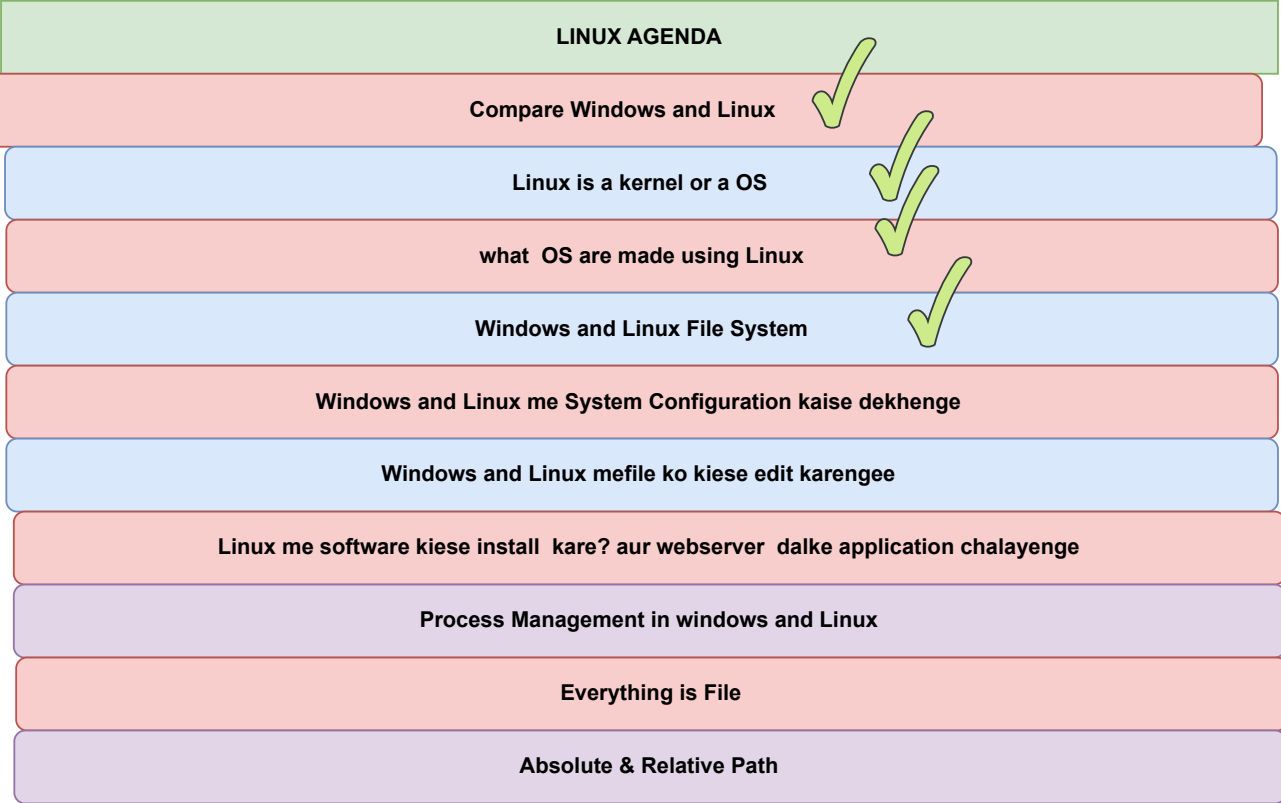 LINUX AGENDA
Compare Windows and Linux
Linux is a kernel or a OS
what OS are made using Linux
Windows and Linux File System
Windows and Linux me System Configuration kaise dekhenge
Windows and Linux mefile ko kiese edit karengee
Linux me software kiese install kare? aur webserver dalke application chalayenge
Process Management in windows and Linux
Everything is File
Absolute & Relative Path